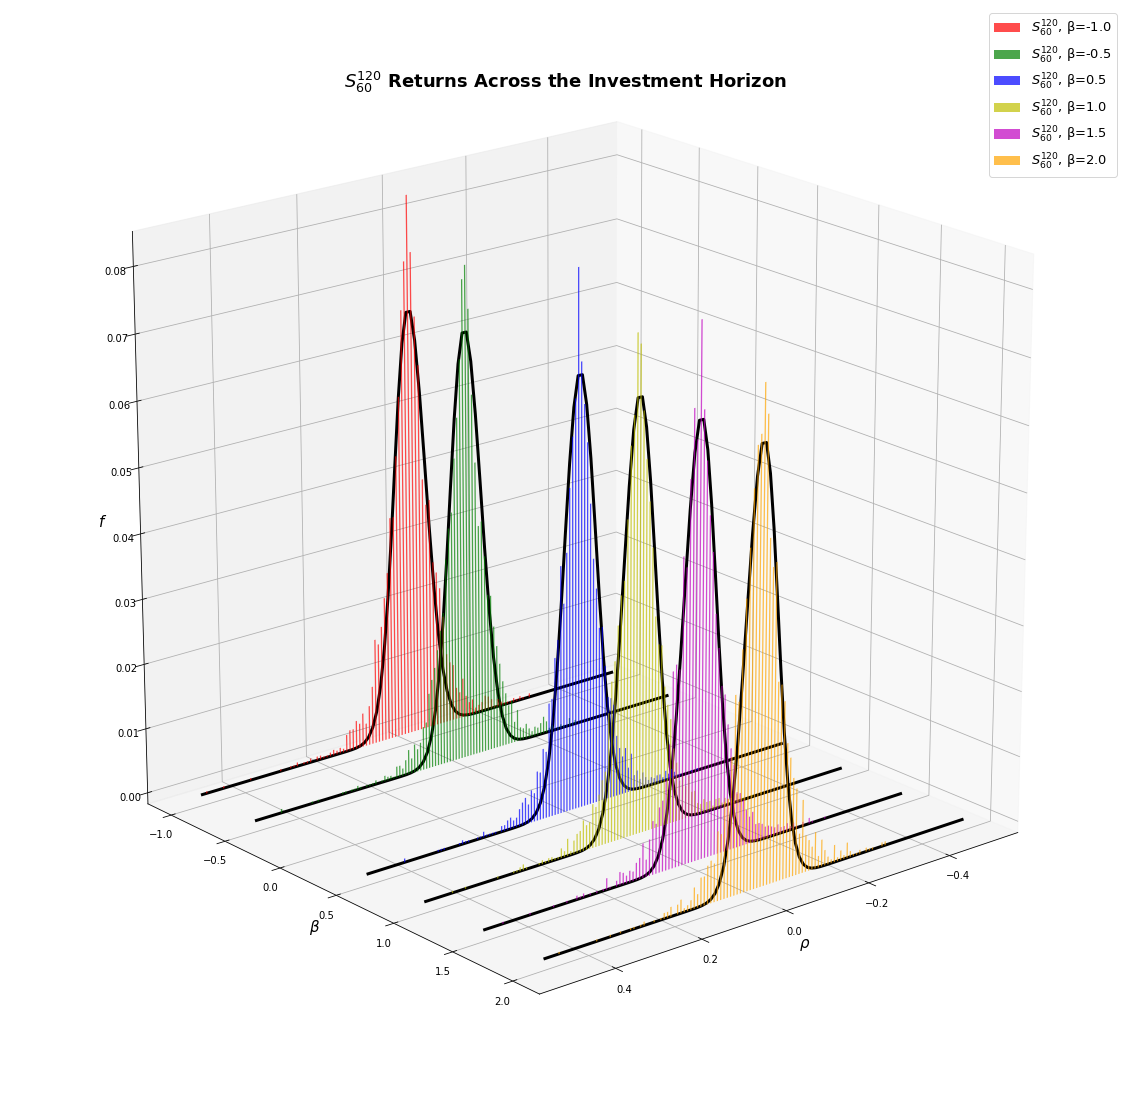 S_{60}^{120}, β=-1.0
S_{60}^{120}, β=-0.5
S_{60}^{120}, β=0.5
S_{60}^{120}, β=1.0
S_{60}^{120}, β=1.5
S_{60}^{120}, β=2.0
S_{60}^{120} Returns Across the Investment Horizon
0.08
0.07
0.06
0.05
f
0.04
0.03
0.02
0.01
0.00
−1.0
−0.5
0.0
0.5
1.0
1.5
2.0
β
−0.4
−0.2
0.0
0.2
0.4
ρ